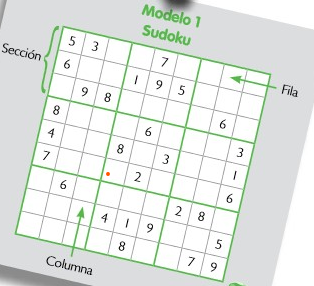 Modelo 1
Sudoku
Sección
Fila
5 3 7
6 1 9 5
9 8 6
8 6 3
4 8 3 1
7 2 6
6 2 8
4 1 9 5
8 7 9
Columna